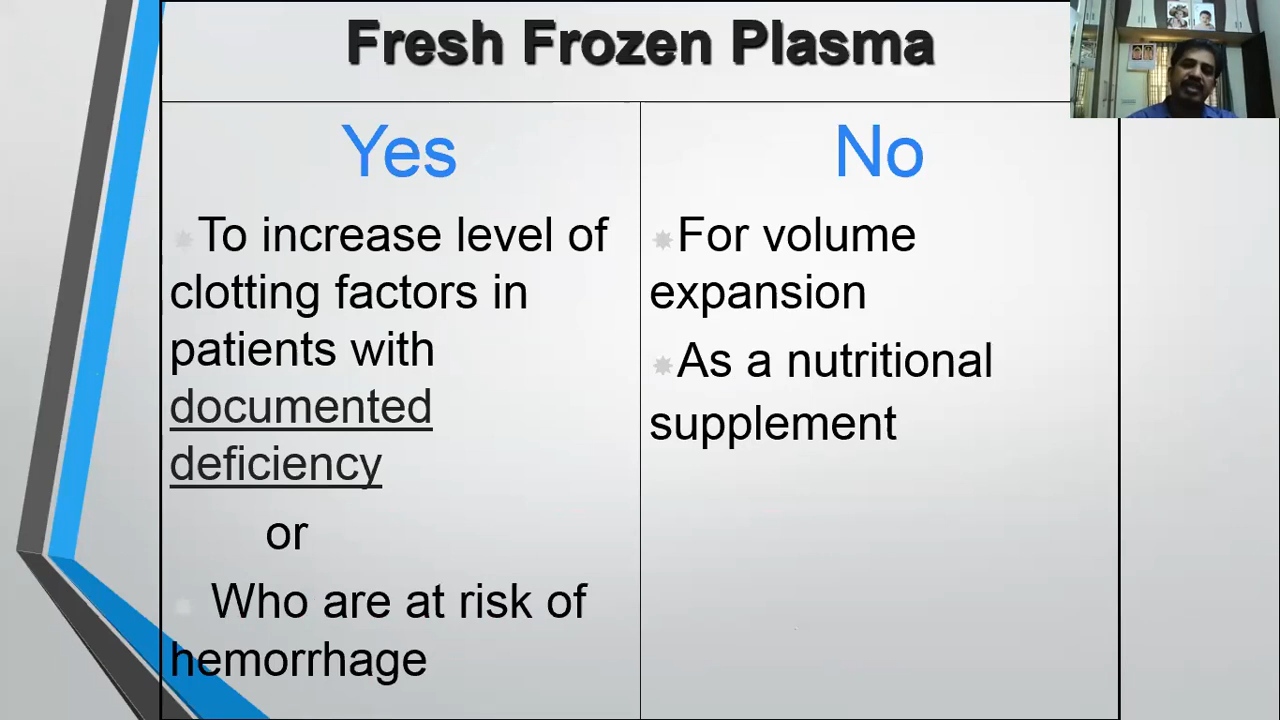 Fresh Frozen Plasma
Yes
To increase level of
clotting factors in
patients with
documented
deficiency
or
Who are at risk of
hemorrhage
No
For volume
expansion
As a nutritional
supplement